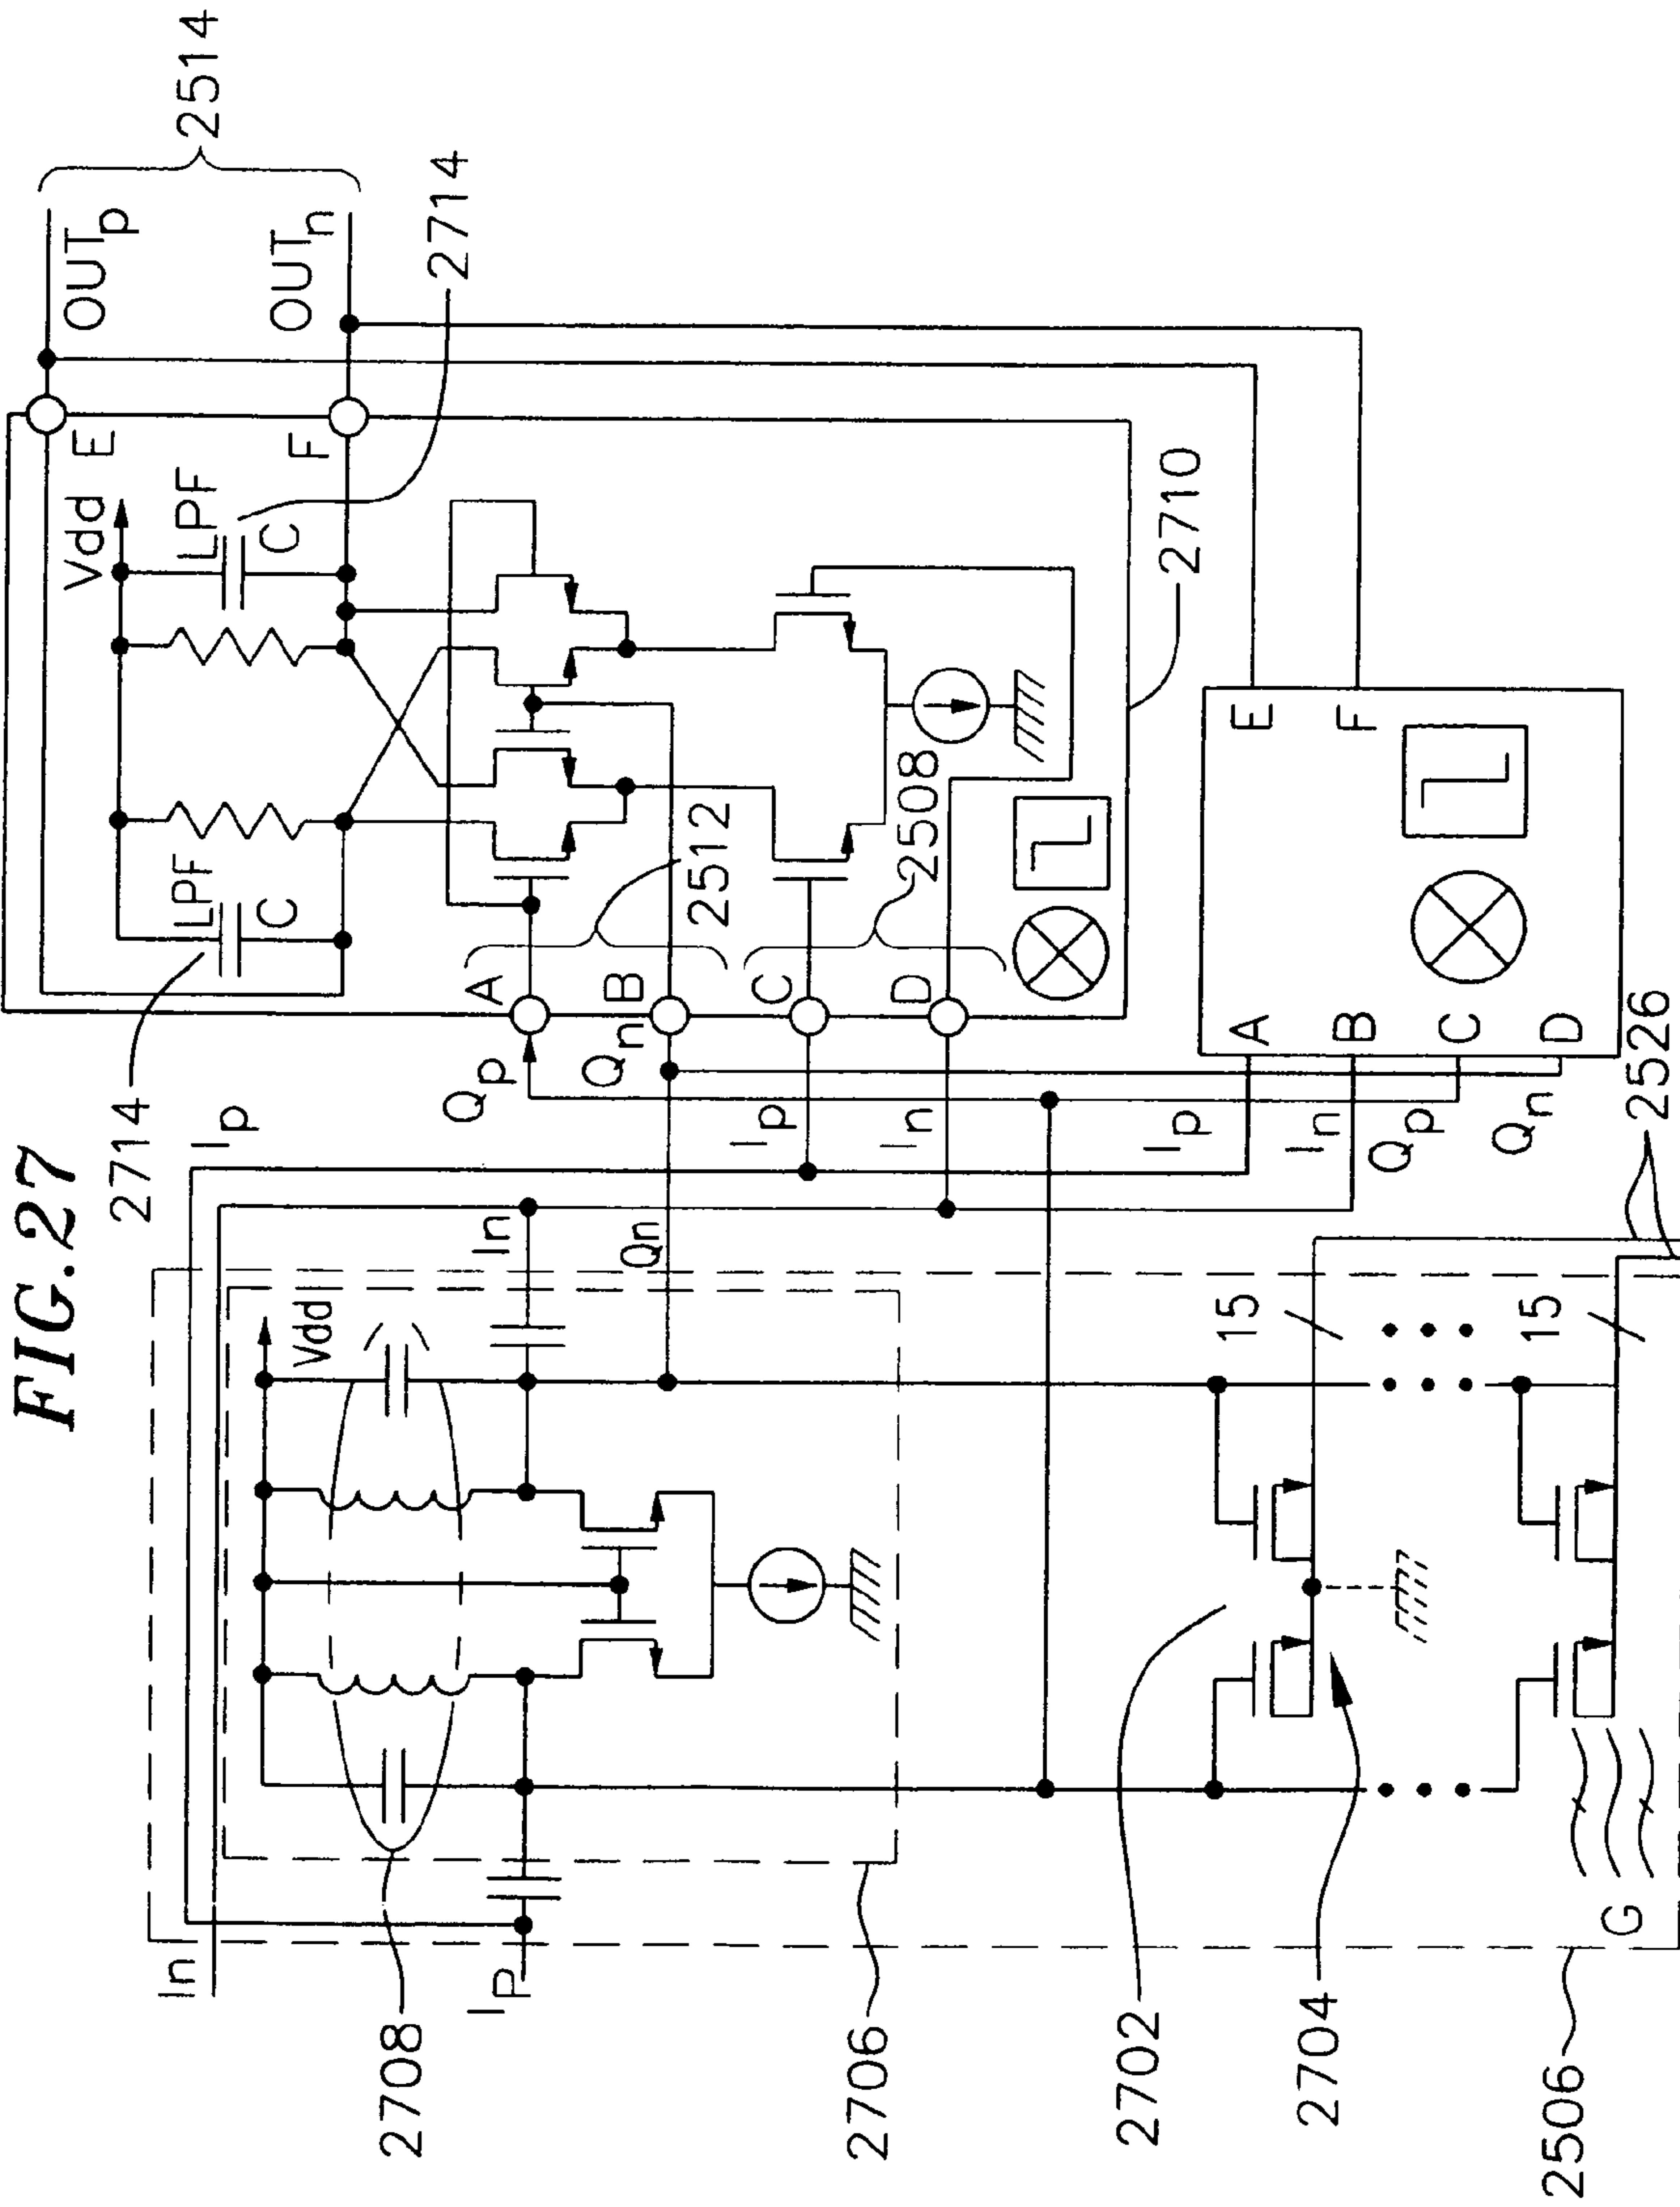 FIG.27
2514
OUTp
OUTn
2714
E
F
Vdd
LPF
C
LPF
C
2714
2710
A
B
C
D
2512
2508
Qp
Qn
Ip
In
Ip
E
F
A
B
C
D
Ip
In
Qp
Qn
2526
In
Qn
Vdd
15
15
In
IP
2708
2706
2702
2704
2506
G